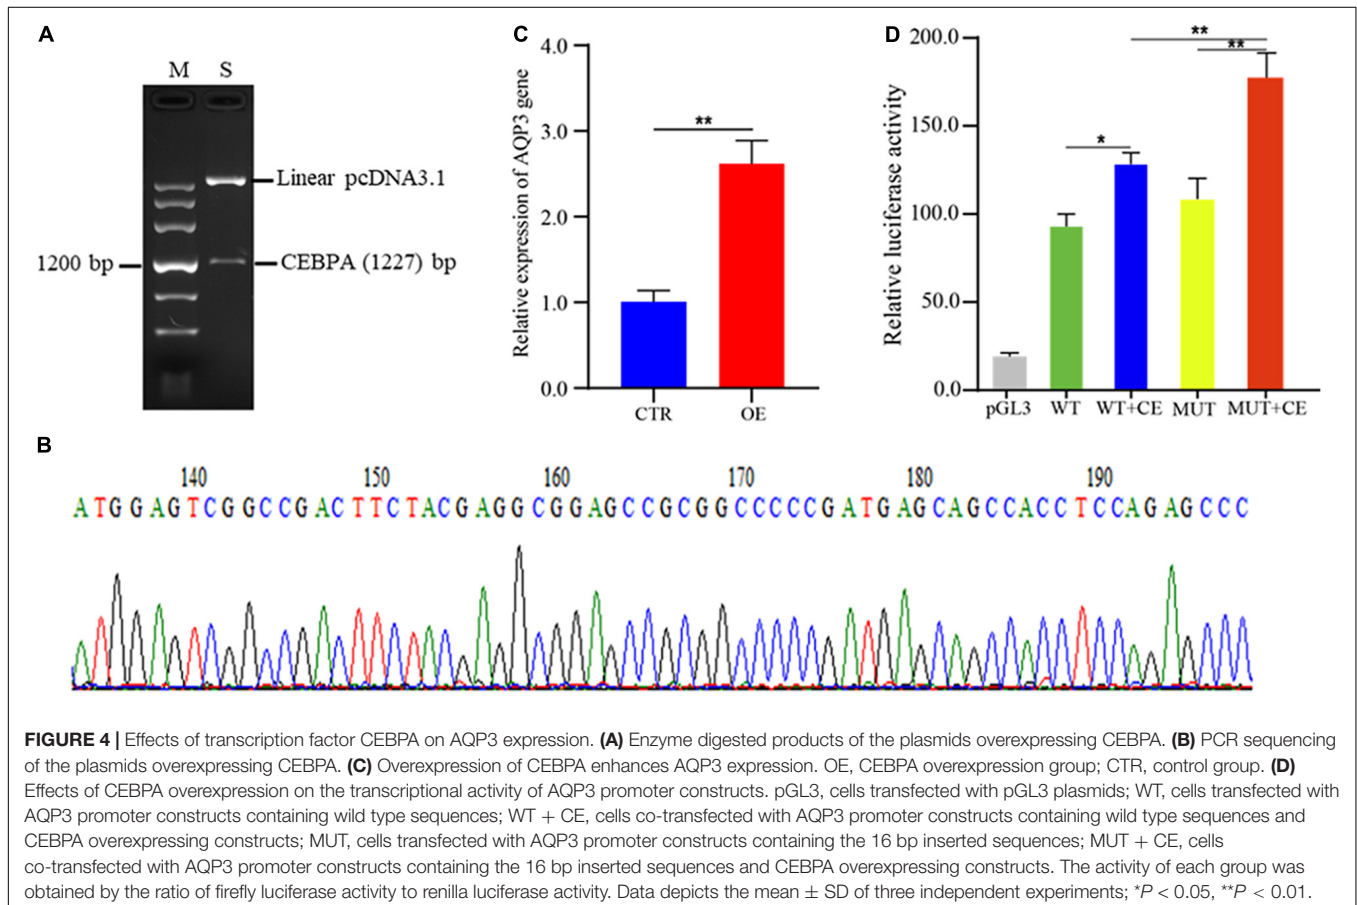 A
M S
Linear pcDNA3.1
1200 bp
CEBPA (1227) bp
C
Relative expression of AQP3 gene
4.0
3.0
2.0
1.0
0.0
**
CTR OE
D
Relative luciferase activity
200.0
150.0
100.0
50.0
0.0
**
**
*
pGL3 WT WT+CE MUT MUT+CE
B
140 150 160 170 180 190
ATGGAGTCGGCCGACTTCTACGAGGCGGAGCCGCGGCCCCCGATGAGCAGCCACCTCCAGAGCCC
FIGURE 4 | Effects of transcription factor CEBPA on AQP3 expression. (A) Enzyme digested products of the plasmids overexpressing CEBPA. (B) PCR sequencing
of the plasmids overexpressing CEBPA. (C) Overexpression of CEBPA enhances AQP3 expression. OE, CEBPA overexpression group; CTR, control group. (D)
Effects of CEBPA overexpression on the transcriptional activity of AQP3 promoter constructs. pGL3, cells transfected with pGL3 plasmids; WT, cells transfected with
AQP3 promoter constructs containing wild type sequences; WT + CE, cells co-transfected with AQP3 promoter constructs containing wild type sequences and
CEBPA overexpressing constructs; MUT, cells transfected with AQP3 promoter constructs containing the 16 bp inserted sequences; MUT + CE, cells
co-transfected with AQP3 promoter constructs containing the 16 bp inserted sequences and CEBPA overexpressing constructs. The activity of each group was
obtained by the ratio of firefly luciferase activity to renilla luciferase activity. Data depicts the mean ± SD of three independent experiments; *P < 0.05, **P < 0.01.